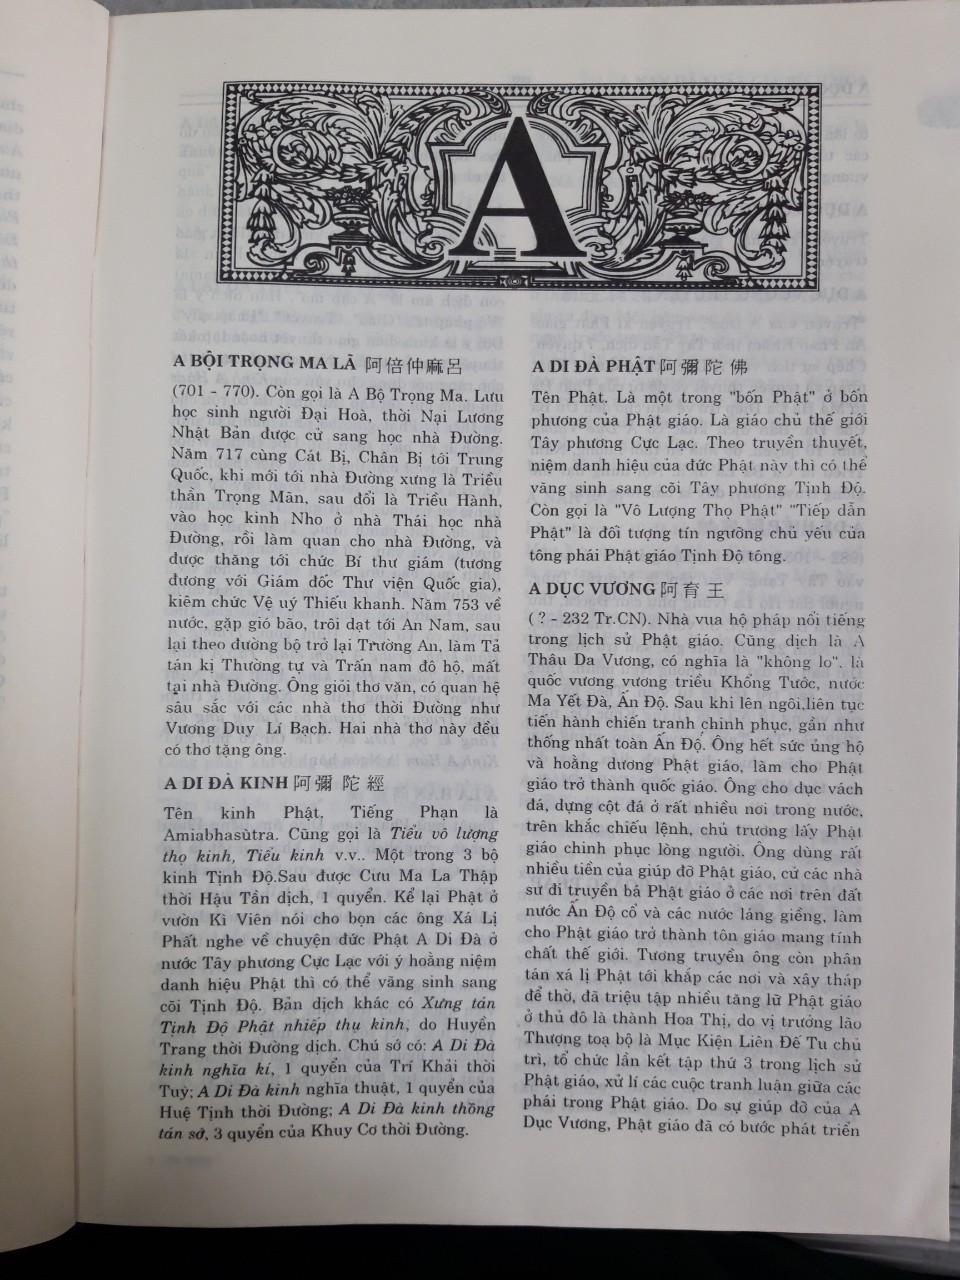 A
A BỘI TRỌNG MA LÃ 阿倍仲麻呂
(701 - 770). Còn gọi là A Bộ Trọng Ma. Lưu
học sinh người Đại Hoà, thời Nại Lương
Nhật Bản được cử sang học nhà Đường.
Năm 717 cùng Cát Bị, Chân Bị tới Trung
Quốc, khi mới tới nhà Đường xưng là Triều
thần Trọng Mãn, sau đổi là Triều Hành,
vào học kinh Nho ở nhà Thái học nhà
Đường, rồi làm quan cho nhà Đường, và
được thăng tới chức Bí thư giám (tương
đương với Giám đốc Thư viện Quốc gia),
kiêm chức Vệ uý Thiếu khanh. Năm 753 về
nước, gặp gió bão, trôi dạt tới An Nam, sau
lại theo đường bộ trở lại Trường An, làm Tả
tán kị Thường tự và Trấn nam đô hộ, mất
tại nhà Đường. Ông giỏi thơ văn, có quan hệ
sâu sắc với các nhà thơ thời Đường như
Vương Duy Lí Bạch. Hai nhà thơ này đều
có thơ tặng ông.
A DI ĐÀ KINH 阿彌陀經
Tên kinh Phật. Tiếng Phạn là
Amiabhasùtra. Cũng gọi là Tiểu vô lượng
thọ kinh, Tiểu kinh v.v.. Một trong 3 bộ
kinh Tịnh Độ.Sau được Cưu Ma La Thập
thời Hậu Tần dịch, 1 quyển. Kể lại Phật ở
vườn Kì Viên nói cho bọn các ông Xá Lị
Phất nghe về chuyện đức Phật A Di Đà ở
nước Tây phương Cực Lạc với ý hoằng niệm
danh hiệu Phật thì có thể vãng sinh sang
cõi Tịnh Độ. Bản dịch khác có Xưng tán
Tịnh Độ Phật nhiếp thụ kinh, do Huyền
Trang thời Đường dịch. Chú sớ có: A Di Đà
kinh nghĩa kí, 1 quyển của Trí Khải thời
Tuỳ; A Di Đà kinh nghĩa thuật, 1 quyển của
Huệ Tịnh thời Đường; A Di Đà kinh thông
tán sớ, 3 quyển của Khuy Cơ thời Đường.
A DI ĐÀ PHẬT 阿彌陀佛
Tên Phật. Là một trong "bốn Phật" ở bốn
phương của Phật giáo. Là giáo chủ thế giới
Tây phương Cực Lạc. Theo truyền thuyết,
niệm danh hiệu của đức Phật này thì có thể
vãng sinh sang cõi Tây phương Tịnh Độ.
Còn gọi là "Vô Lượng Thọ Phật" "Tiếp dẫn
Phật" là đối tượng tín ngưỡng chủ yếu của
tông phái Phật giáo Tịnh Độ tông.
A DỤC VƯƠNG 阿育王
( ? - 232 Tr.CN). Nhà vua hộ pháp nổi tiếng
trong lịch sử Phật giáo. Cũng dịch là A
Thâu Da Vương, có nghĩa là "không lo". là
quốc vương vương triều Khổng Tước, nước
Ma Yết Đà, Ấn Độ. Sau khi lên ngôi,liên tục
tiến hành chiến tranh chinh phục, gần như
thống nhất toàn Ấn Độ. Ông hết sức ủng hộ
và hoằng dương Phật giáo, làm cho Phật
giáo trở thành quốc giáo. Ông cho đục vách
đá, dựng cột đá ở rất nhiều nơi trong nước,
trên khắc chiếu lệnh, chủ trương lấy Phật
giáo chinh phục lòng người. Ông dùng rất
nhiều tiền của giúp đỡ Phật giáo, cử các nhà
sư đi truyền bá Phật giáo ở các nơi trên đất
nước Ấn Độ cổ và các nước láng giềng, làm
cho Phật giáo trở thành tôn giáo mang tính
chất thế giới. Tương truyền ông còn phân
tán xá lị Phật tới khắp các nơi và xây tháp
để thờ, đã triệu tập nhiều tăng lữ Phật giáo
ở thủ đô là thành Hoa Thị, do vị trưởng lão
Thượng toạ bộ là Mục Kiện Liên Đế Tu chủ
trì, tổ chức lần kết tập thứ 3 trong lịch sử
Phật giáo, xử lí các cuộc tranh luận giữa các
phái trong Phật giáo. Do sự giúp đỡ của A
Dục Vương, Phật giáo đã có bước phát triển